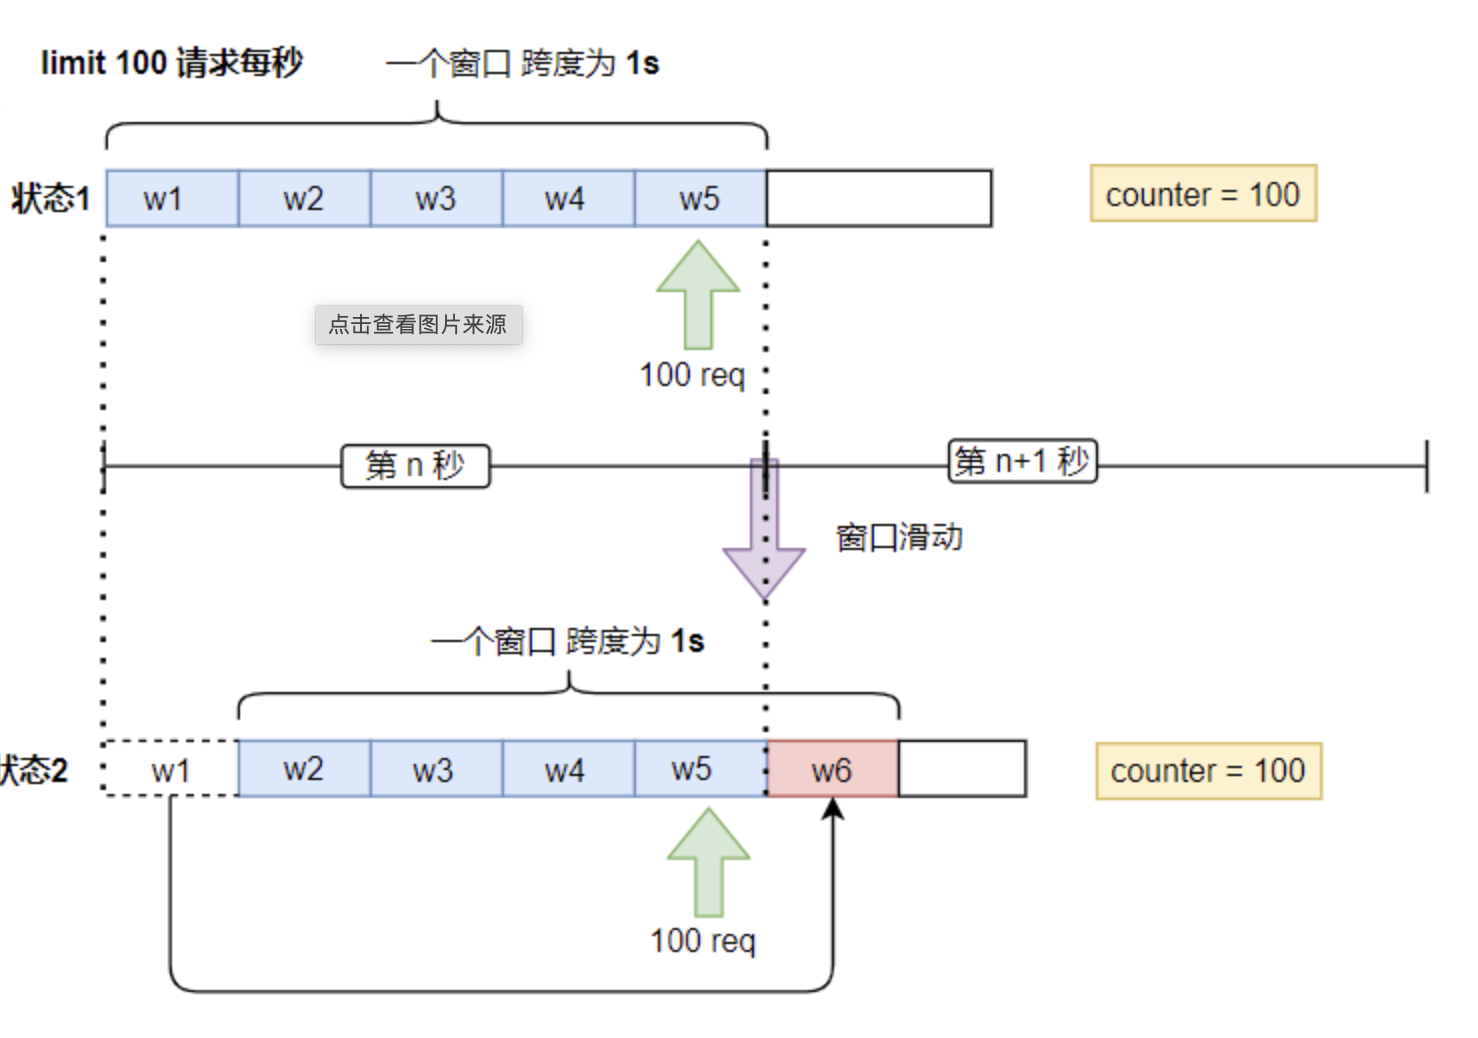 limit 100 请求每秒
一个窗口 跨度为 1s
状态1
w1
w2
w3
w4
w5
counter = 100
点击查看图片来源
100 req
第 n 秒
第 n+1 秒
窗口滑动
一个窗口 跨度为 1s
状态2
w1
w2
w3
w4
w5
w6
counter = 100
100 req